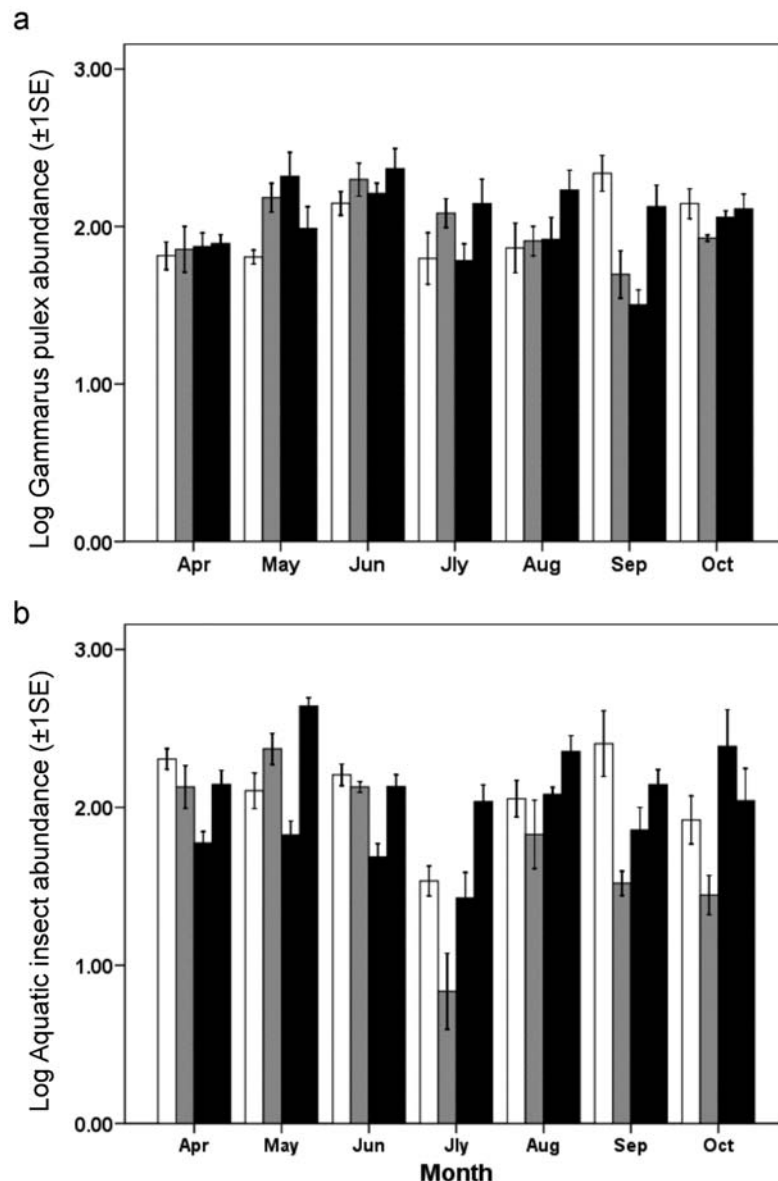 a
Log Gammarus pulex abundance (±1SE)
3.00
2.00
1.00
0.00
Apr May Jun Jly Aug Sep Oct
b
Log Aquatic insect abundance (±1SE)
3.00
2.00
1.00
0.00
Apr May Jun Jly Aug Sep Oct
Month